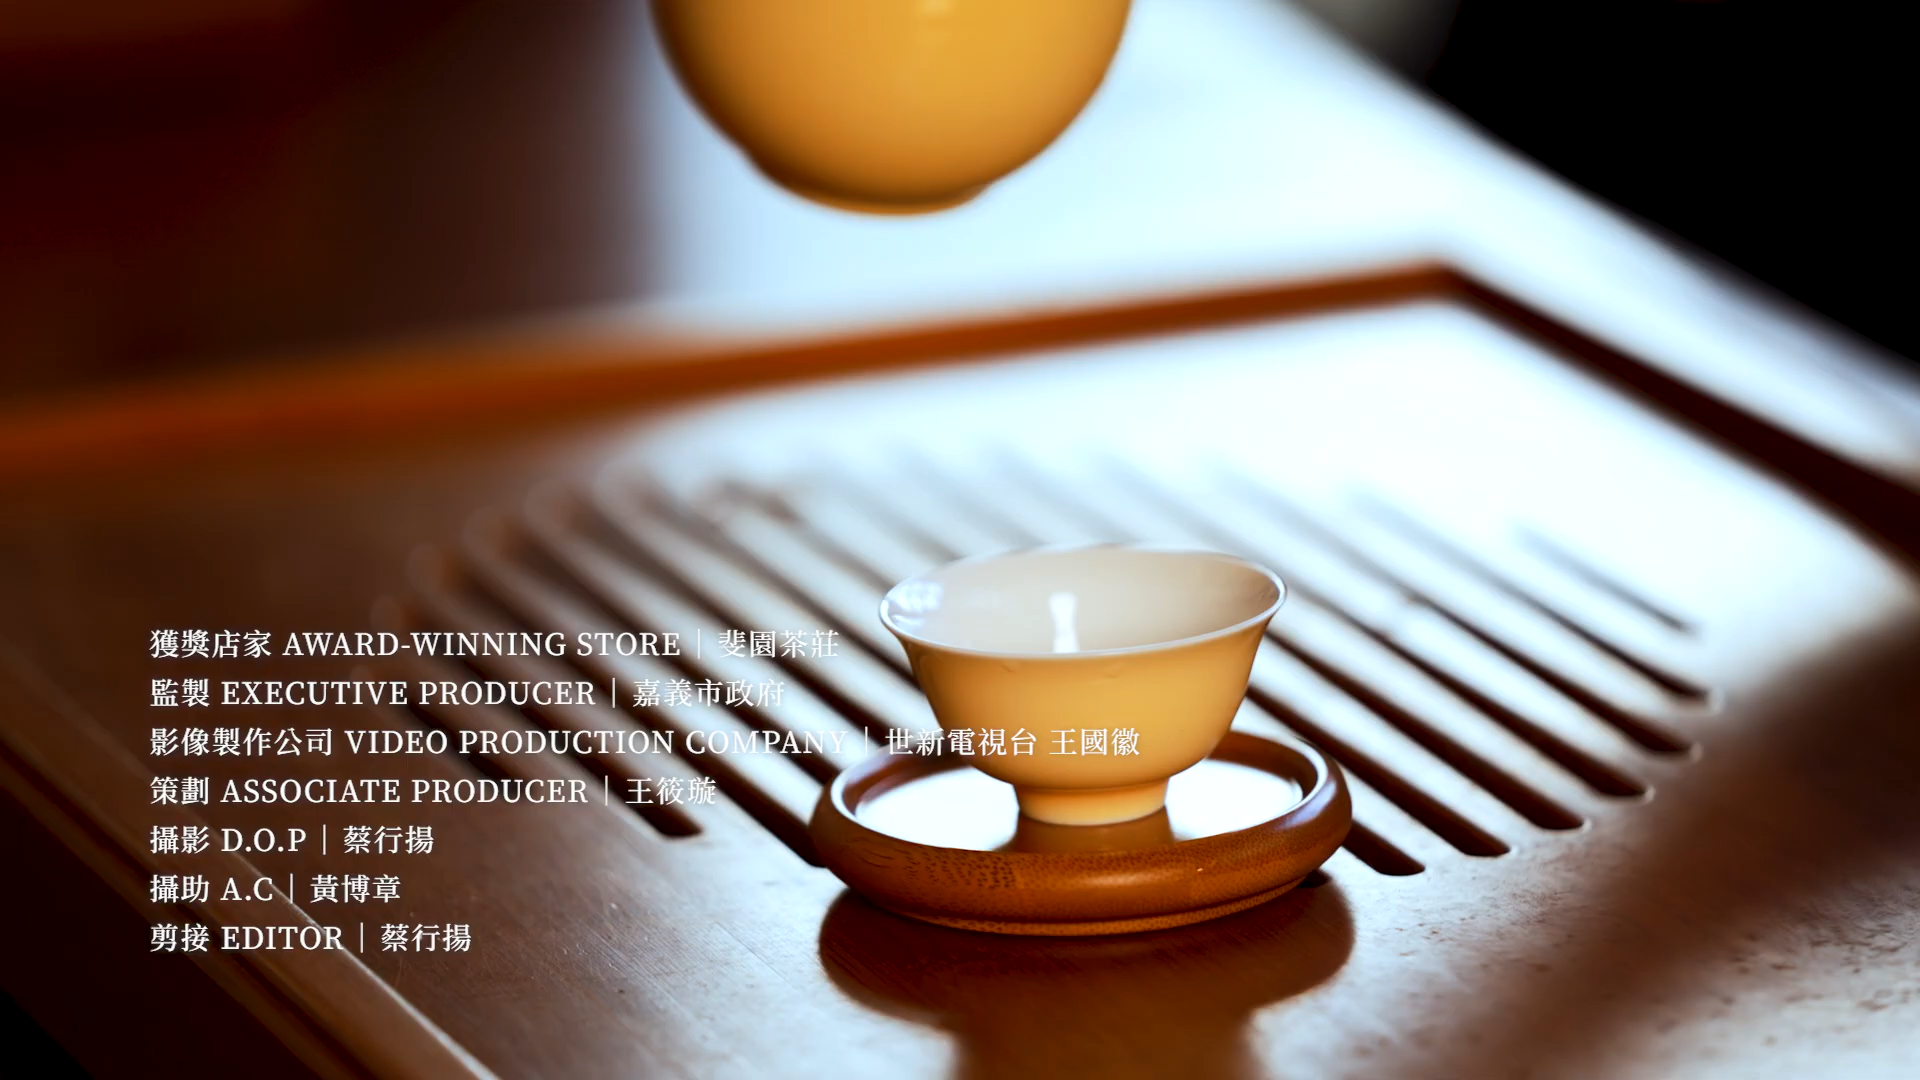 獲獎店家 AWARD-WINNING STORE｜斐園茶莊
監製 EXECUTIVE PRODUCER｜嘉義市政府
影像製作公司 VIDEO PRODUCTION COMPANY｜世新電視台 王國徽
策劃 ASSOCIATE PRODUCER｜王筱璇
攝影 D.O.P｜蔡行揚
攝助 A.C｜黃博章
剪接 EDITOR｜蔡行揚